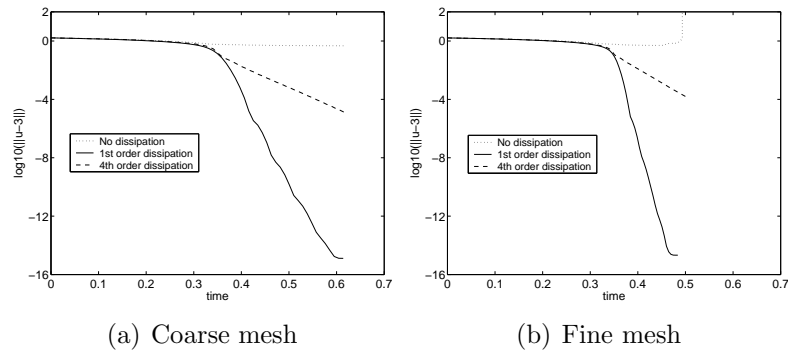 2
0
−4
−8
−12
−16
log10(||u−3||)
No dissipation
1st order dissipation
4th order dissipation
0 0.1 0.2 0.3 0.4 0.5 0.6 0.7
time
(a) Coarse mesh
2
0
−4
−8
−12
−16
log10(||u−3||)
No dissipation
1st order dissipation
4th order dissipation
0 0.1 0.2 0.3 0.4 0.5 0.6 0.7
time
(b) Fine mesh